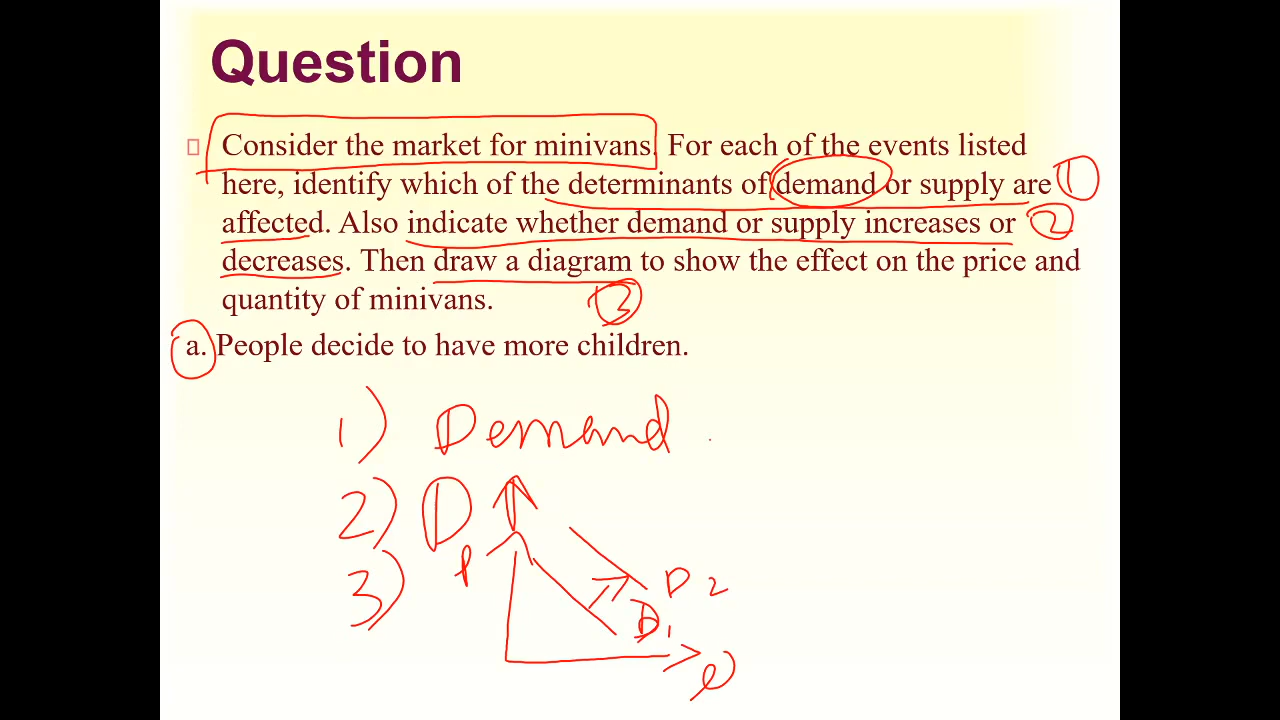 Question
Consider the market for minivans. For each of the events listed
here, identify which of the determinants of demand or supply are
affected. Also indicate whether demand or supply increases or
decreases. Then draw a diagram to show the effect on the price and
quantity of minivans.
1
2
3
a. People decide to have more children.
1) Demand
2) D ↑
3)
P
D2
D1
Q